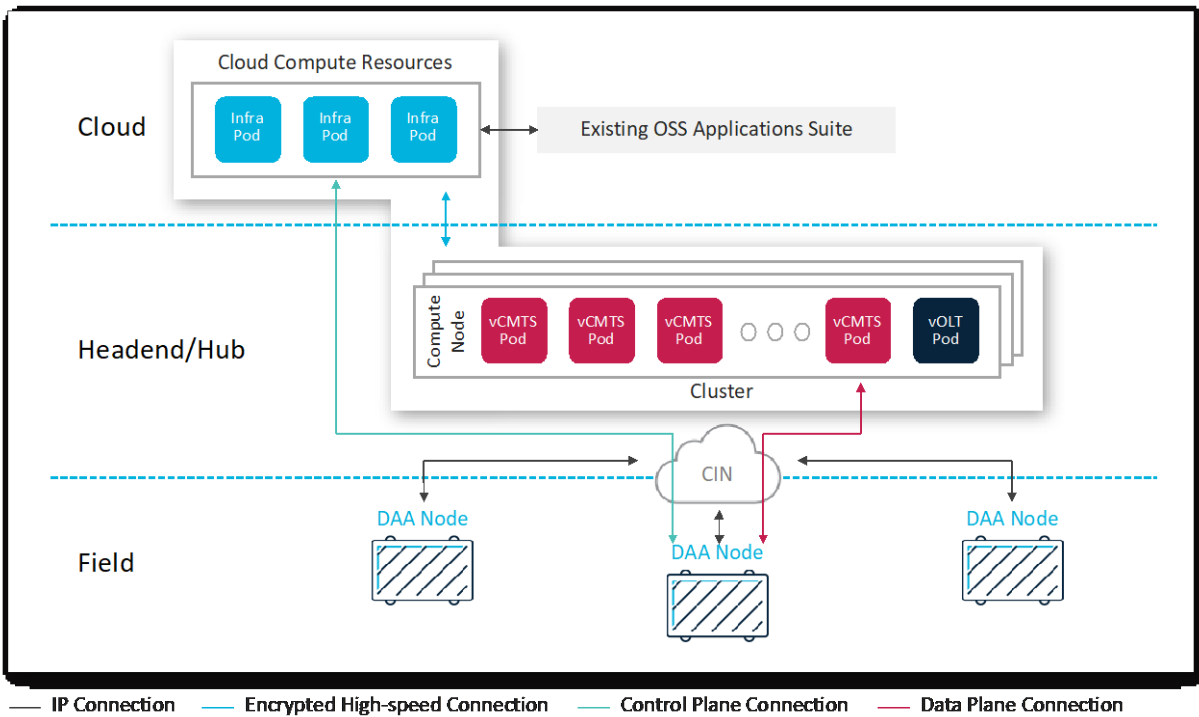 Cloud Compute Resources
Infra
Pod
Infra
Pod
Infra
Pod
Cloud
Existing OSS Applications Suite
Headend/Hub
Compute
Node
vCMTS
Pod
vCMTS
Pod
vCMTS
Pod
vCMTS
Pod
vOLT
Pod
Cluster
CIN
DAA Node
DAA Node
DAA Node
Field
IP Connection
Encrypted High-speed Connection
Control Plane Connection
Data Plane Connection